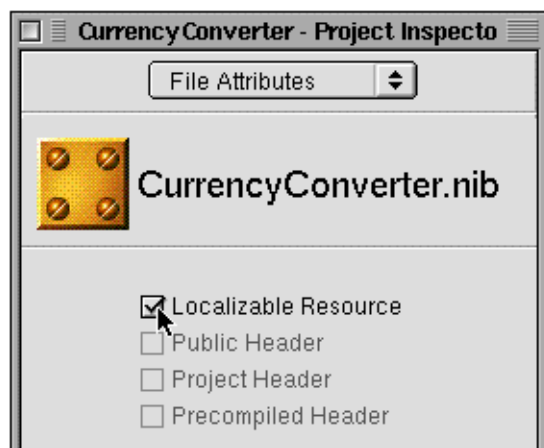 CurrencyConverter - Project Inspecto
File Attributes
CurrencyConverter.nib
Localizable Resource
Public Header
Project Header
Precompiled Header